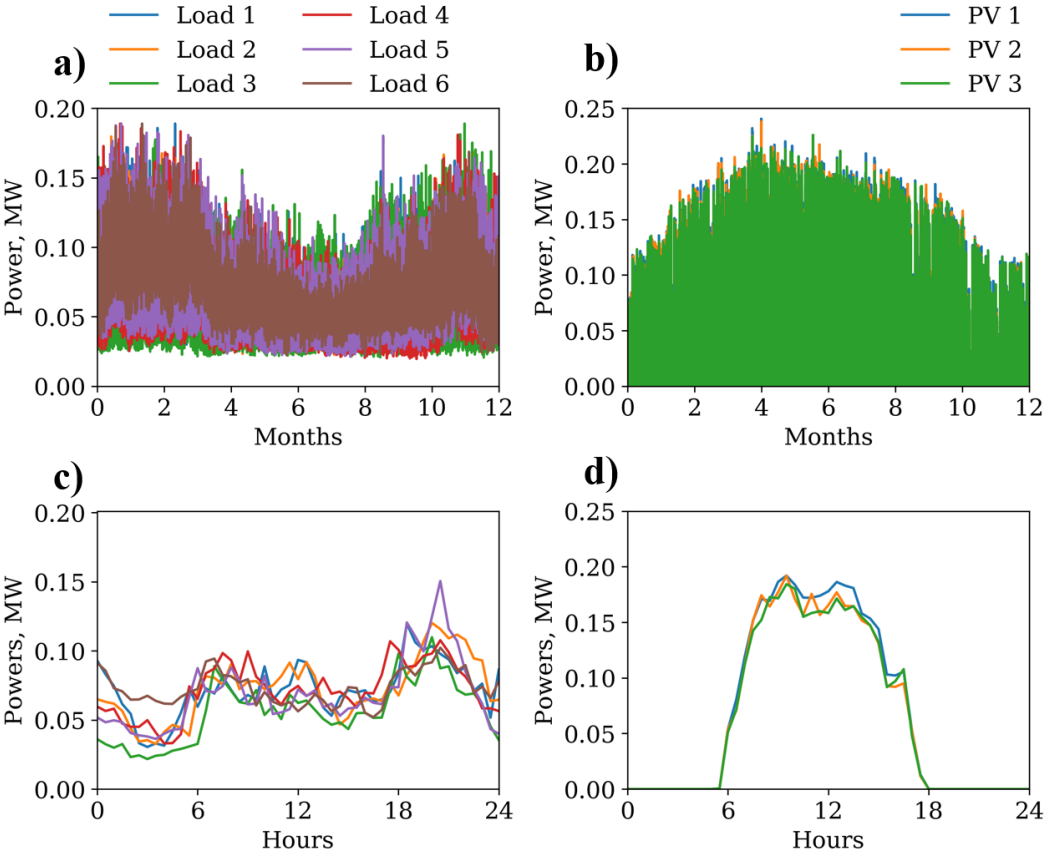 Load 1 Load 4
Load 2 Load 5
Load 3 Load 6
a)
0.20
0.15
0.10
0.05
0.00
Power, MW
0 2 4 6 8 10 12
Months
PV 1
PV 2
PV 3
b)
0.25
0.20
0.15
0.10
0.05
0.00
Power, MW
0 2 4 6 8 10 12
Months
c)
0.20
0.15
0.10
0.05
0.00
Powers, MW
0 6 12 18 24
Hours
d)
0.25
0.20
0.15
0.10
0.05
0.00
Powers, MW
0 6 12 18 24
Hours